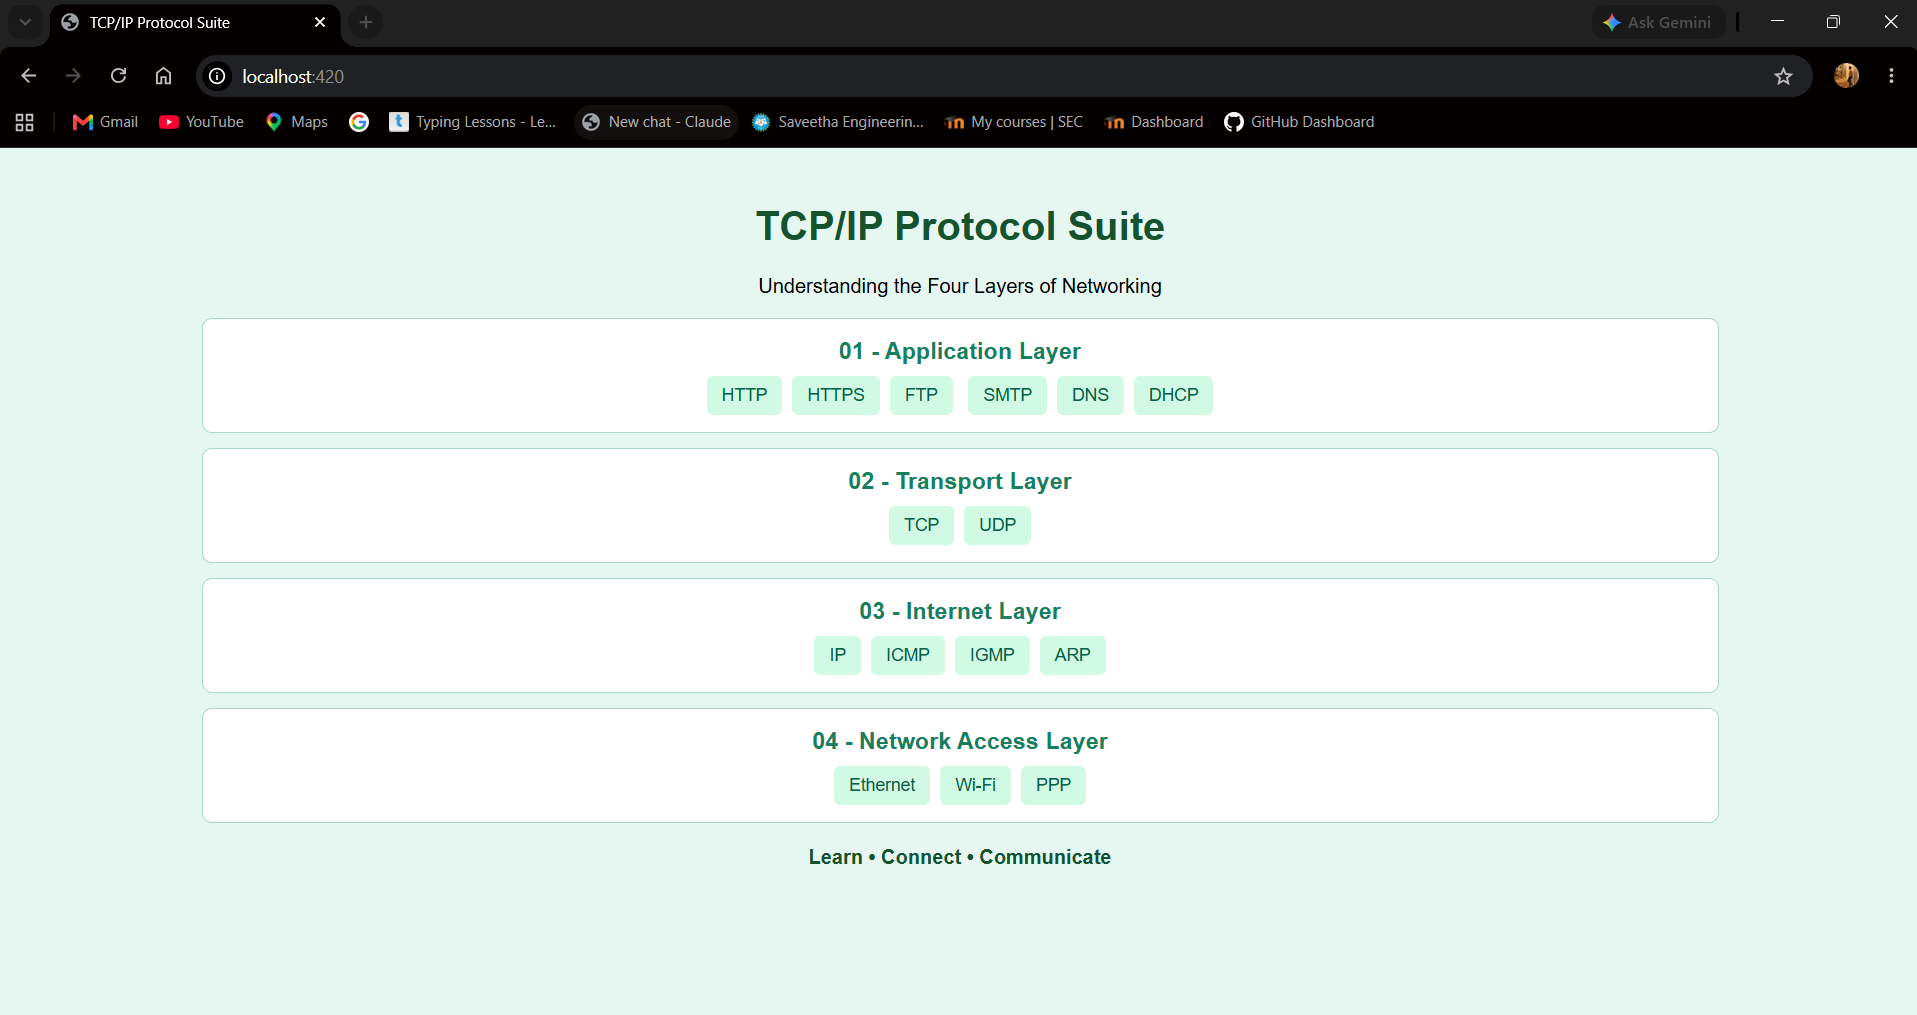 TCP/IP Protocol Suite
Ask Gemini
localhost:420
Gmail YouTube Maps Typing Lessons - Le... New chat - Claude Saveetha Engineerin... My courses | SEC Dashboard GitHub Dashboard
TCP/IP Protocol Suite
Understanding the Four Layers of Networking
01 - Application Layer
HTTP HTTPS FTP SMTP DNS DHCP
02 - Transport Layer
TCP UDP
03 - Internet Layer
IP ICMP IGMP ARP
04 - Network Access Layer
Ethernet Wi-Fi PPP
Learn • Connect • Communicate